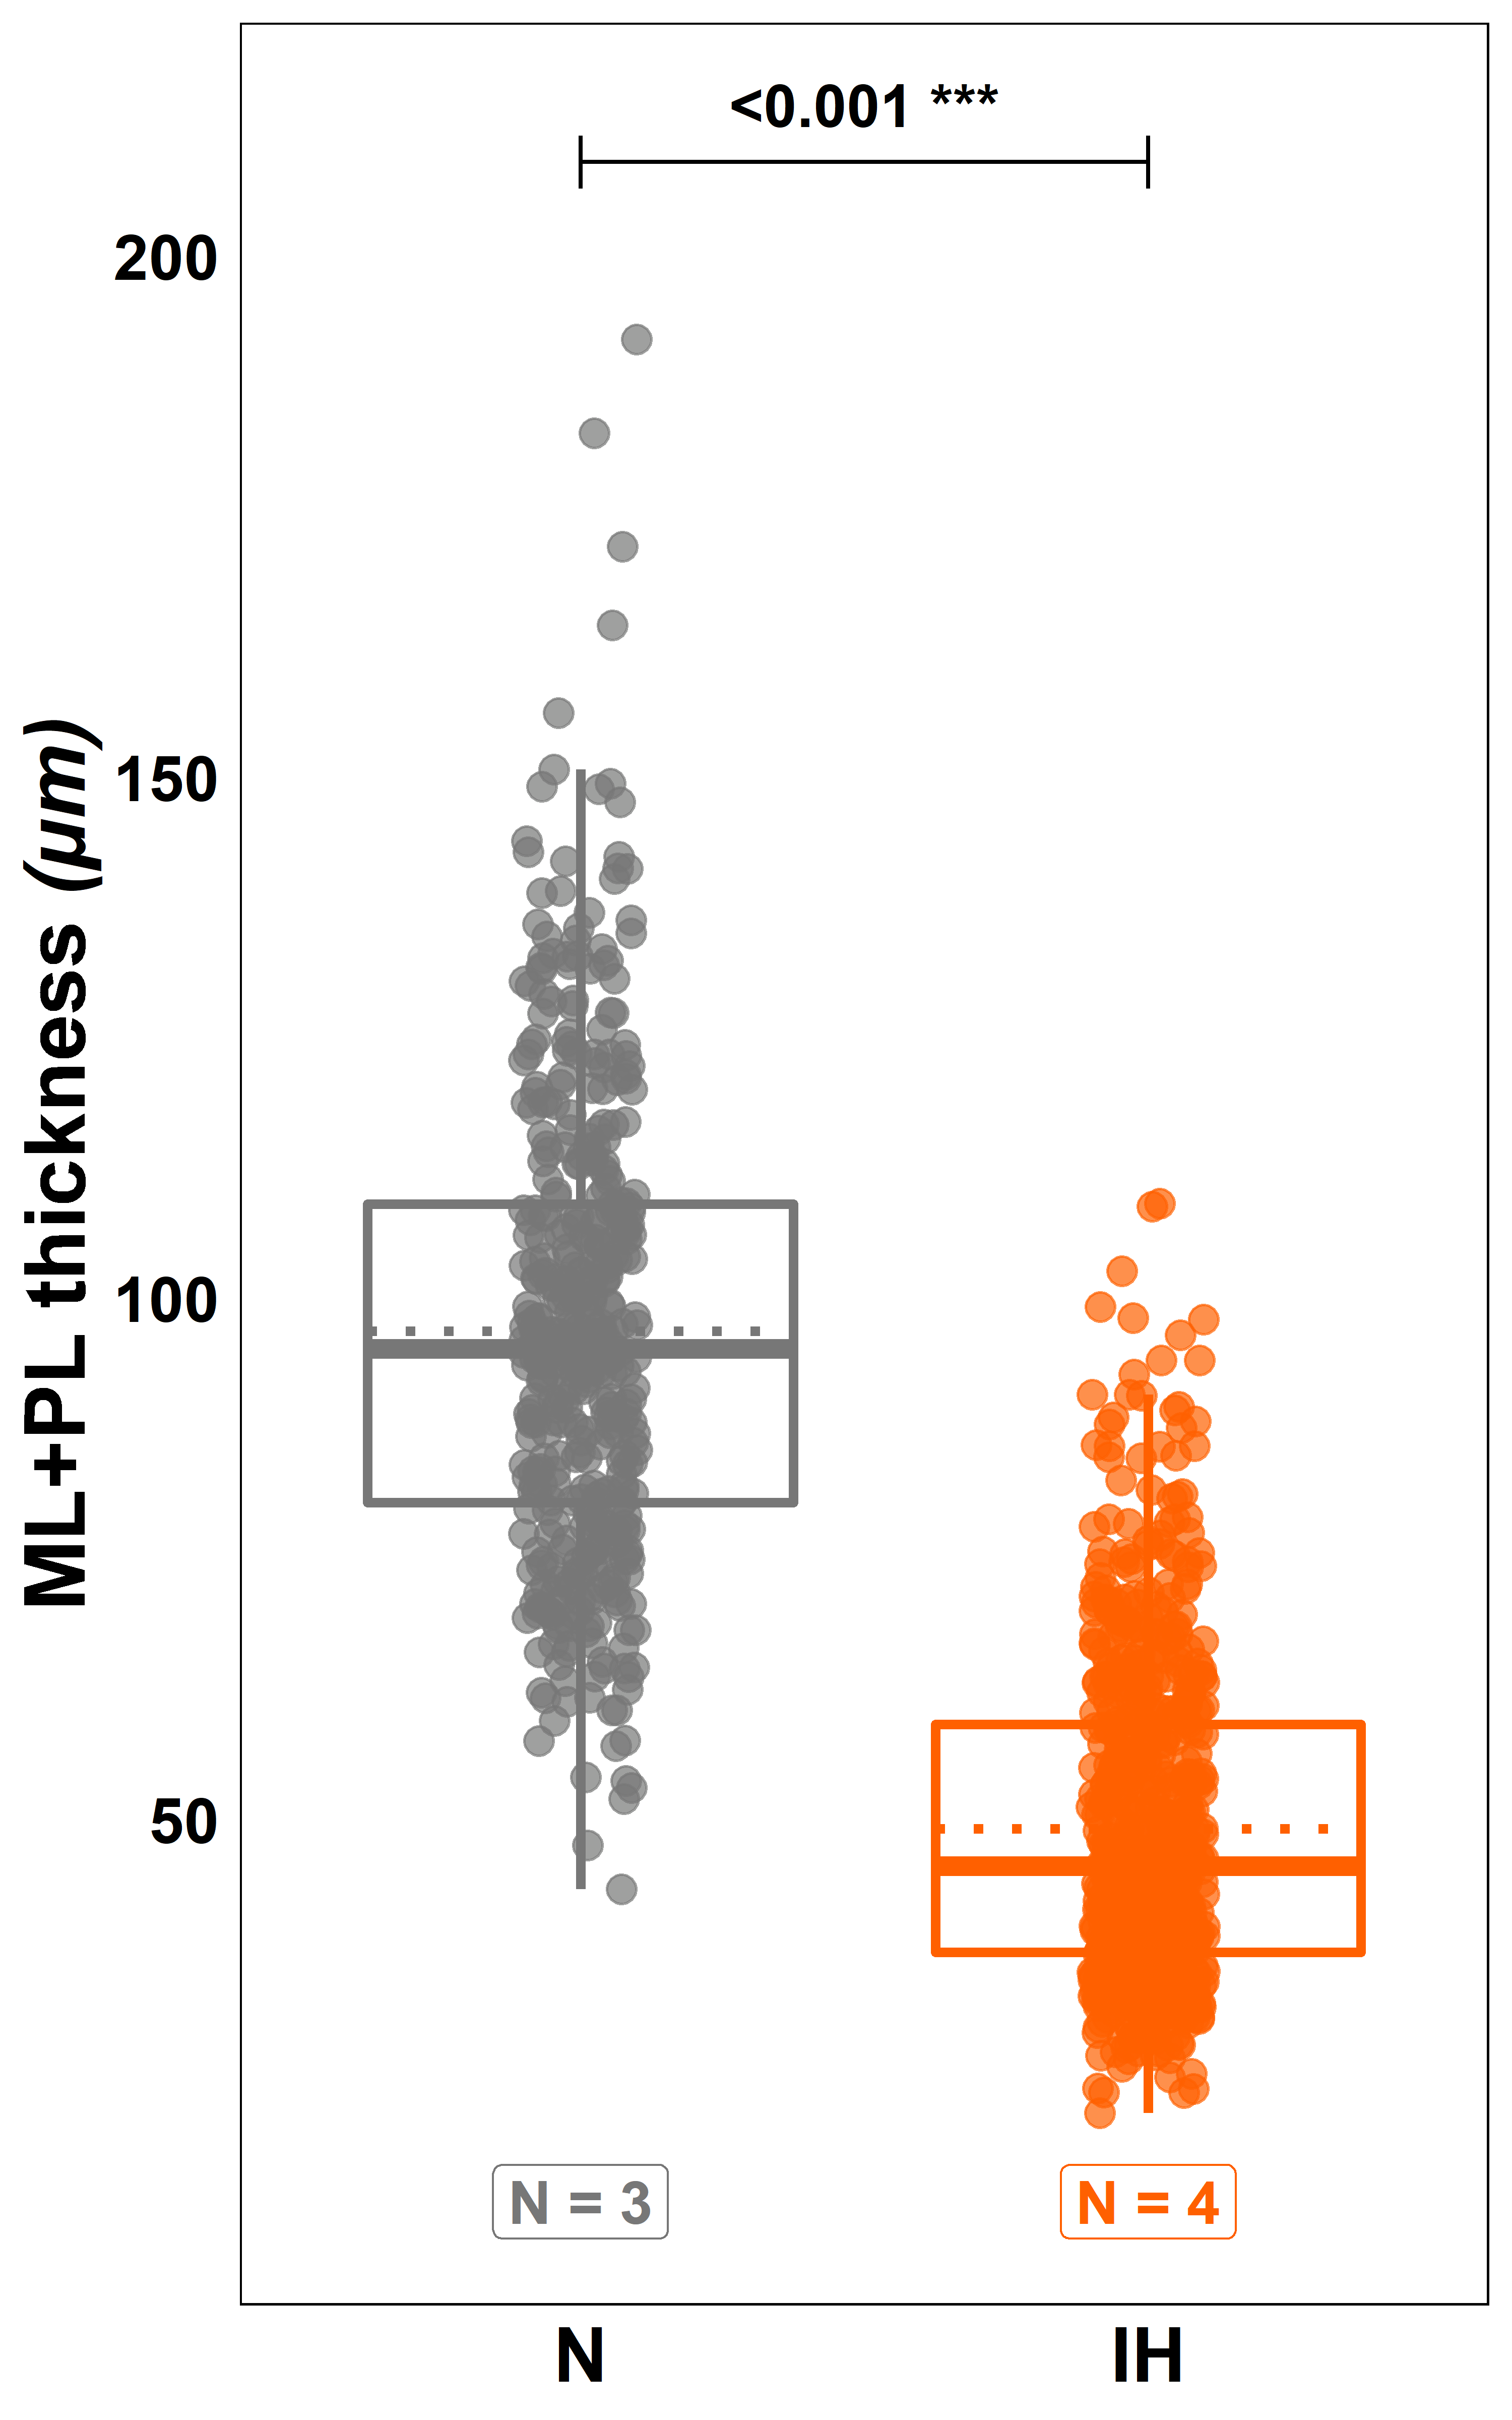 <0.001 ***
200
150
100
50
ML+PL thickness (µm)
N = 3
N = 4
N
IH